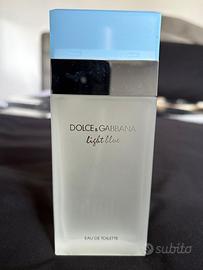 DOLCE & GABBANA
light blue
EAU DE TOILETTE
subito